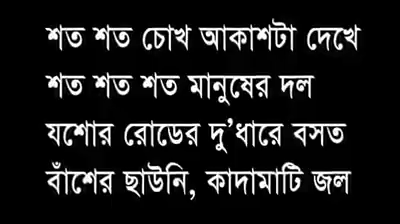 শত শত চোখ আকাশটা দেখে
শত শত শত মানুষের দল
যশোর রোডের দু’ধারে বসত
বাঁশের ছাউনি, কাদামাটি জল